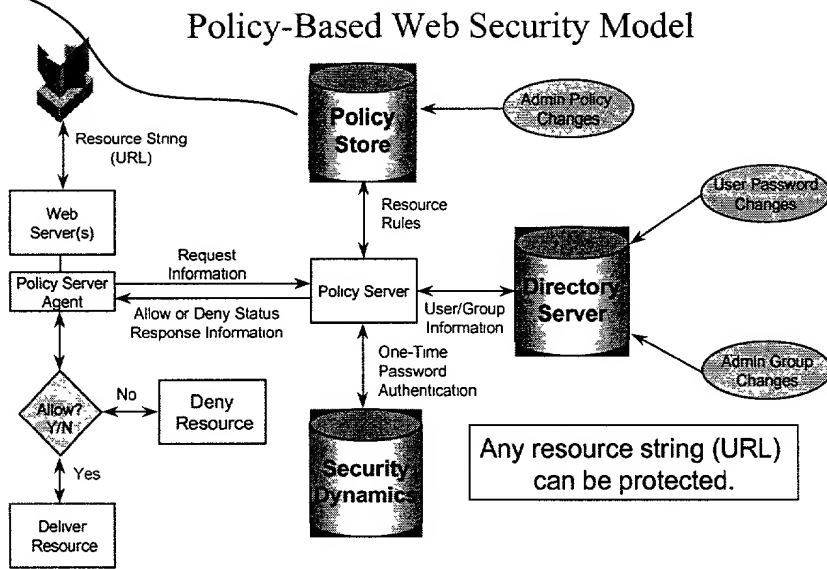 Policy-Based Web Security Model
Resource String
(URL)
Policy
Store
Admin Policy
Changes
User Password
Changes
Web
Server(s)
Resource
Rules
Request
Information
Policy Server
Agent
Policy Server
Allow or Deny Status
Response Information
User/Group
Information
Directory
Server
One-Time
Password
Authentication
Admin Group
Changes
Allow?
Y/N
No
Deny
Resource
Yes
Security
Dynamics
Any resource string (URL)
can be protected.
Deliver
Resource